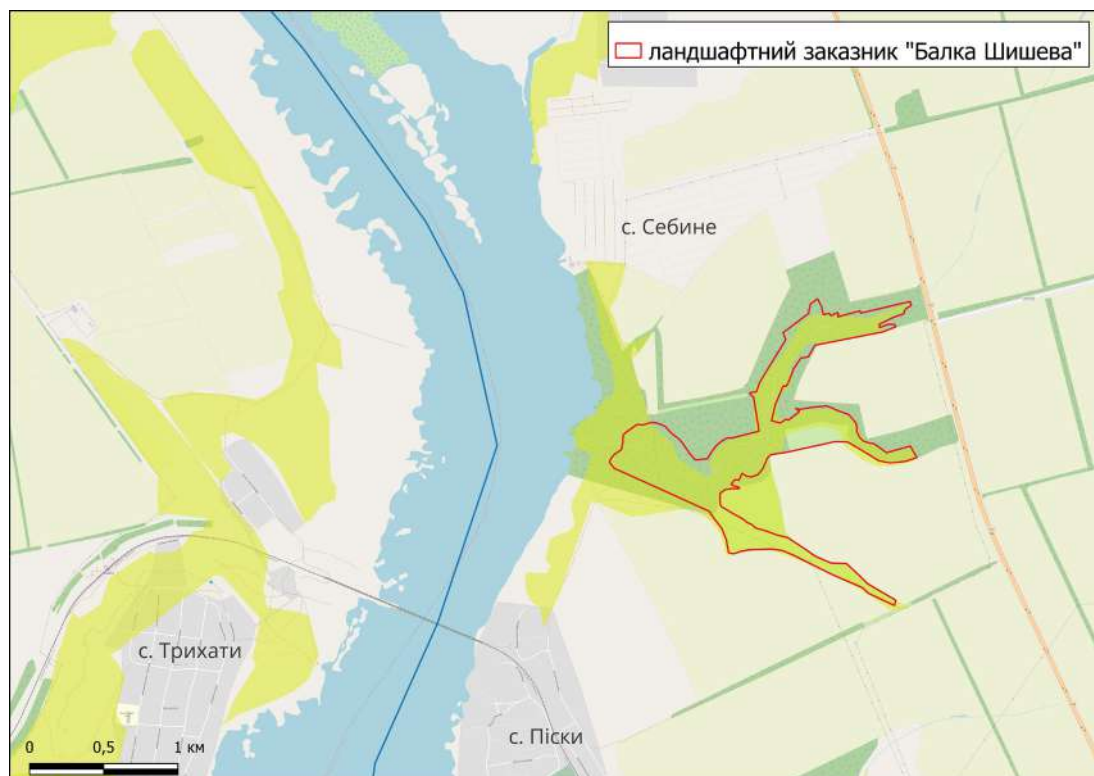 ландшафтний заказник "Балка Шишева"
с. Себине
с. Трихати
с. Піски
0 0,5 1 км